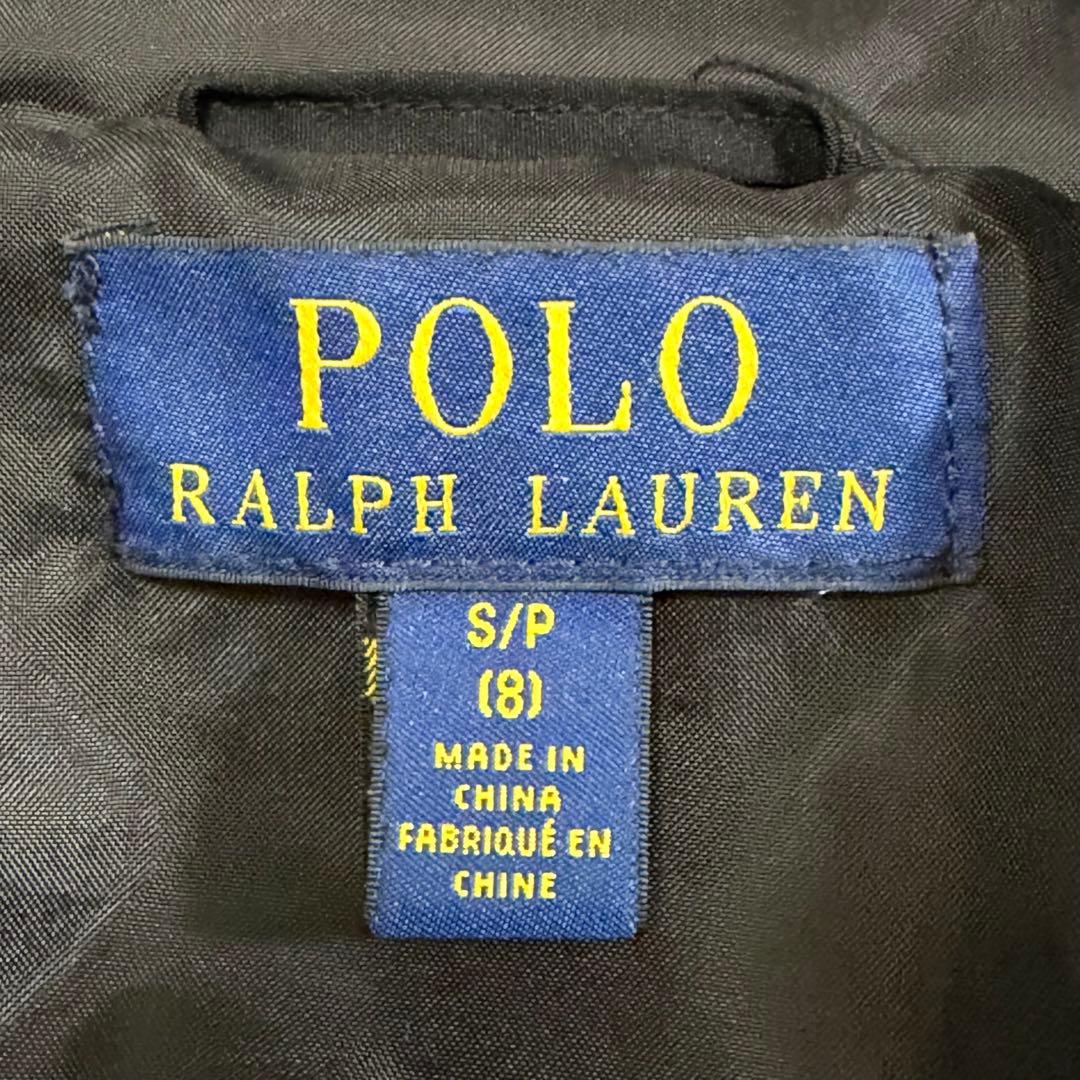 POLO
RALPH LAUREN
S/P
(8)
MADE IN
CHINA
FABRIQUÉ EN
CHINE